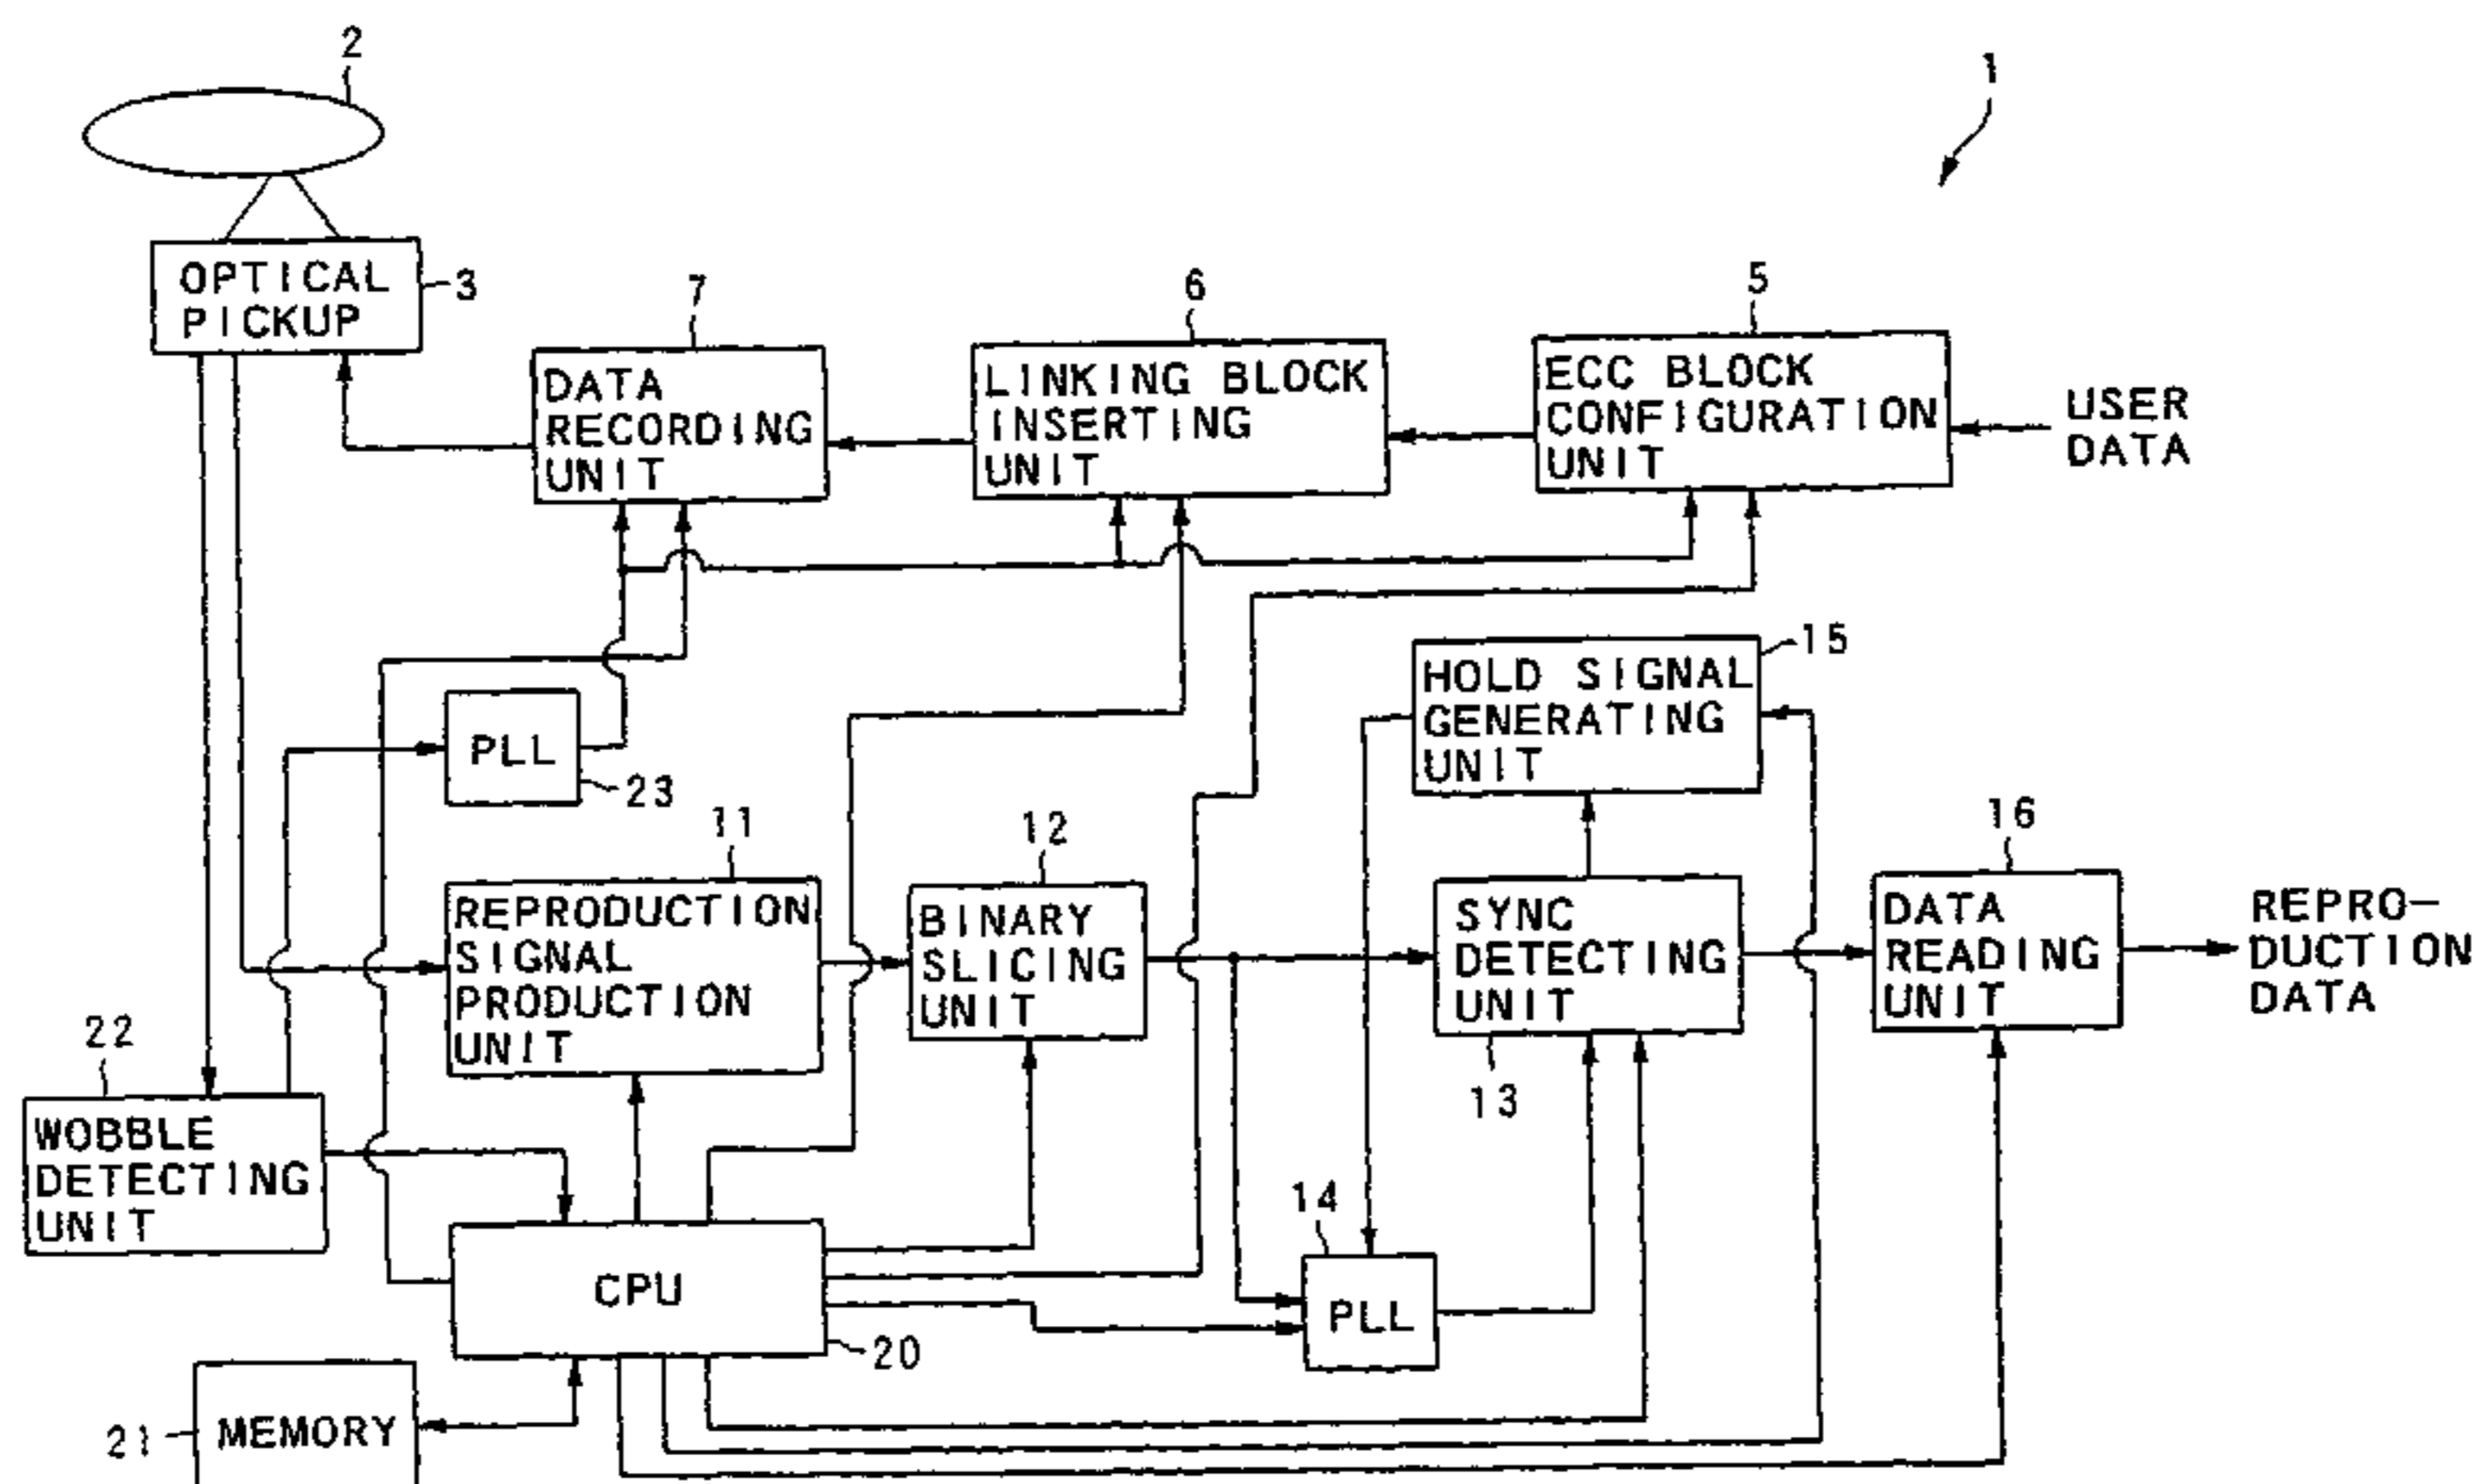 2
1
OPTICAL
PICKUP
3
7
6
5
DATA
RECORDING
UNIT
LINKING BLOCK
INSERTING
UNIT
ECC BLOCK
CONFIGURATION
UNIT
USER
DATA
15
HOLD SIGNAL
GENERATING
UNIT
PLL
23
11
12
16
REPRODUCTION
SIGNAL
PRODUCTION
UNIT
BINARY
SLICING
UNIT
SYNC
DETECTING
UNIT
13
DATA
READING
UNIT
REPRO-
DUCTION
DATA
22
WOBBLE
DETECTING
UNIT
14
CPU
20
PLL
21
MEMORY